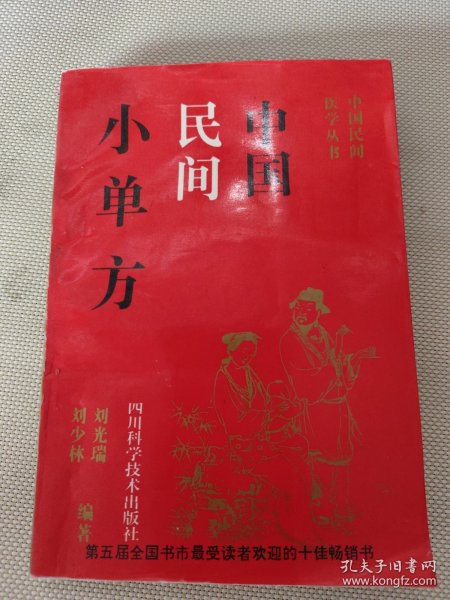 中国民间
医学丛书
中国
民间
小单方
四川科学技术出版社
刘光瑞
刘少林
编著
第五届全国书市最受读者欢迎的十佳畅销书
孔夫子旧书网
www.kongfz.com